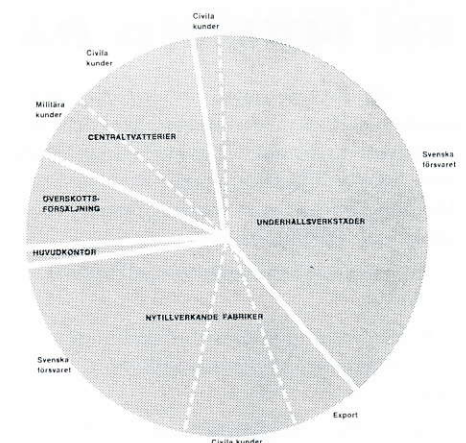 Civila
kunder
Civila
kunder
Militära
kunder
CENTRALTVÄTTERIER
Svenska
försvaret
ÖVERSKOTTS-
FÖRSÄLJNING
UNDERHÅLLSVERKSTÄDER
HUVUDKONTOR
NYTILLVERKANDE FABRIKER
Svenska
försvaret
Export
Civila kunder